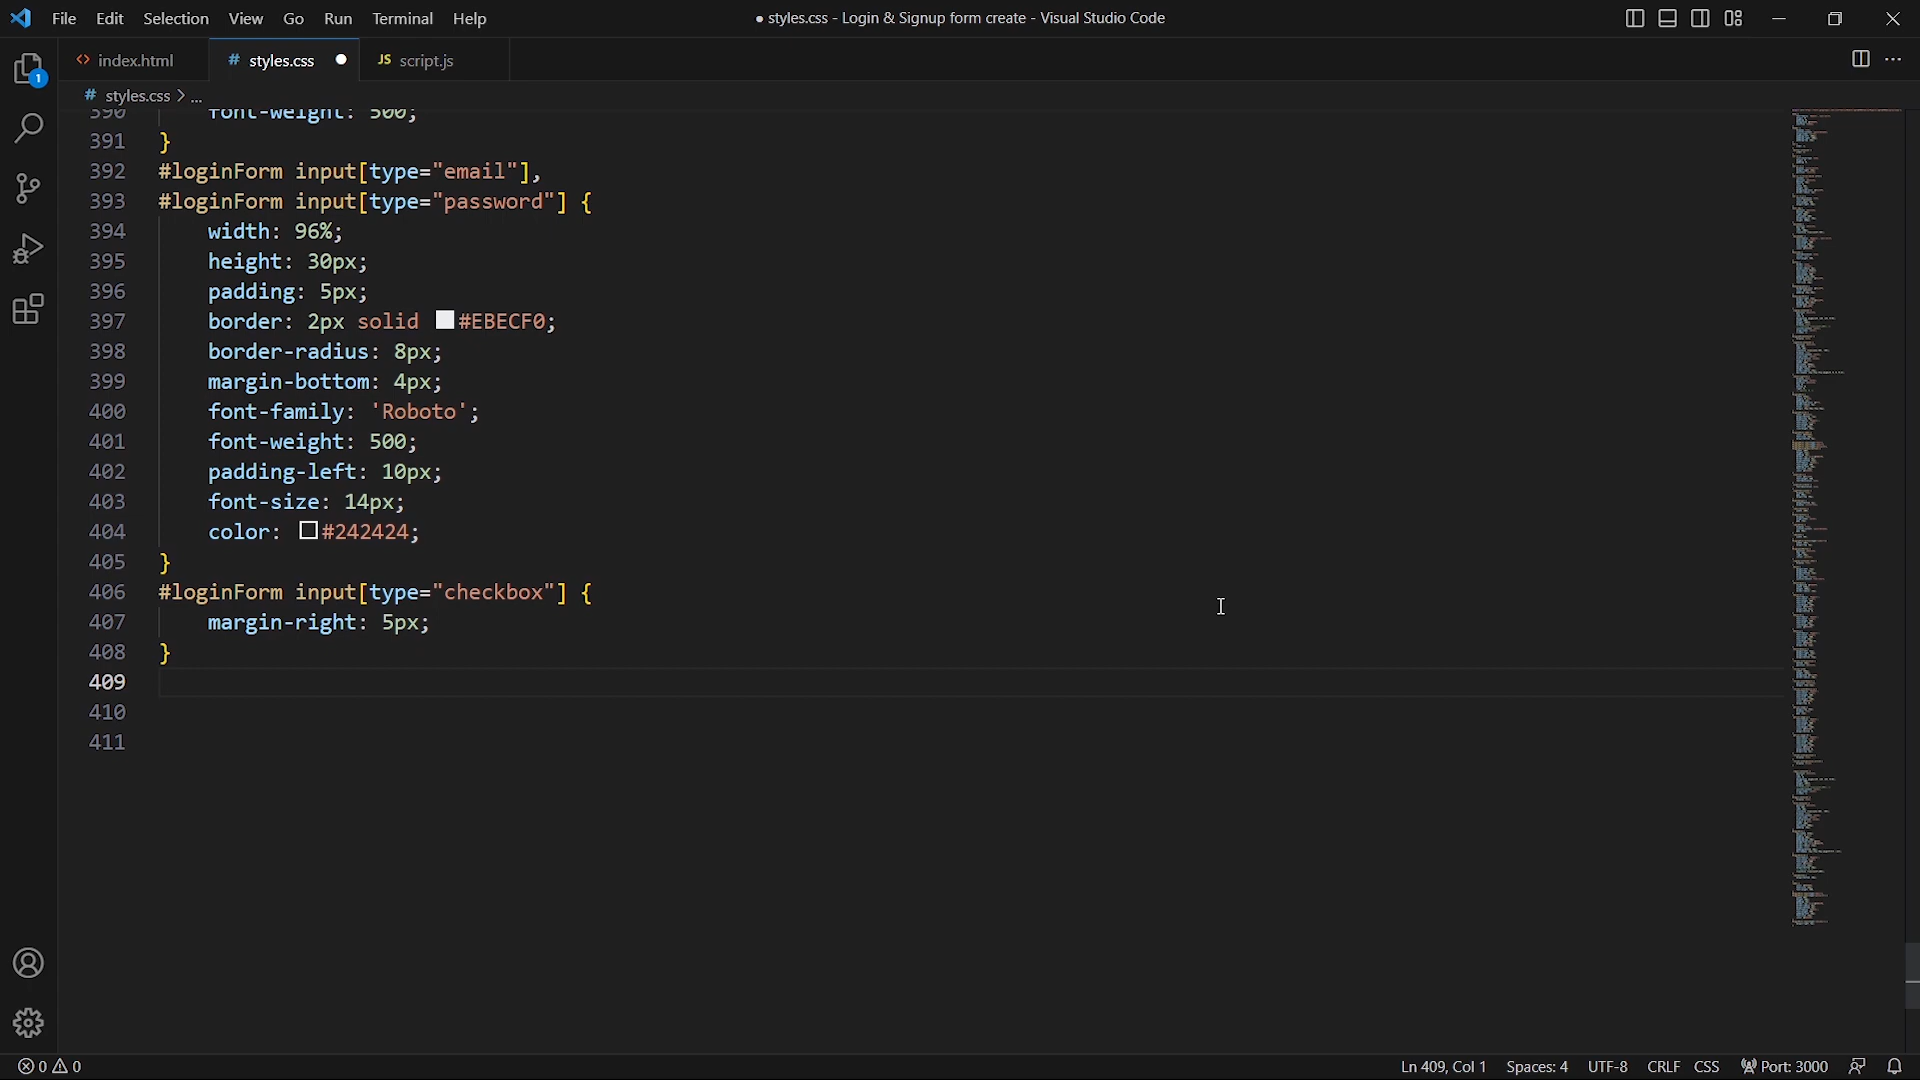 File Edit Selection View Go Run Terminal Help
● styles.css - Login & Signup form create - Visual Studio Code
<> index.html
# styles.css
JS script.js
1
# styles.css > ...
390 font-weight: 500;
391 }
392 #loginForm input[type="email"],
393 #loginForm input[type="password"] {
394 width: 96%;
395 height: 30px;
396 padding: 5px;
397 border: 2px solid #EBECF0;
398 border-radius: 8px;
399 margin-bottom: 4px;
400 font-family: 'Roboto';
401 font-weight: 500;
402 padding-left: 10px;
403 font-size: 14px;
404 color: #242424;
405 }
406 #loginForm input[type="checkbox"] {
407 margin-right: 5px;
408 }
409
410
411
0 0
Ln 409, Col 1 Spaces: 4 UTF-8 CRLF CSS Port: 3000